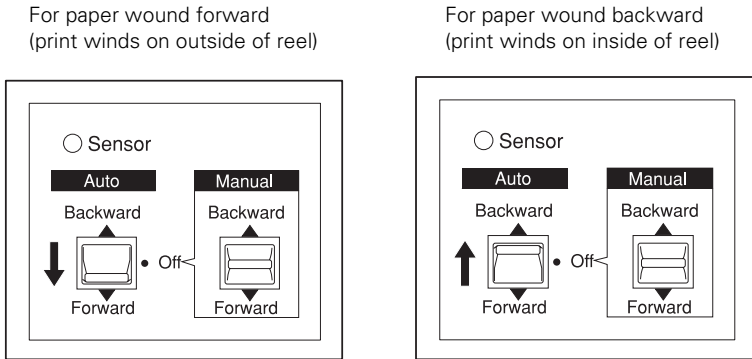 For paper wound forward
(print winds on outside of reel)
Sensor
Auto
Manual
Backward
Backward
Off
Forward
Forward
For paper wound backward
(print winds on inside of reel)
Sensor
Auto
Manual
Backward
Backward
Off
Forward
Forward